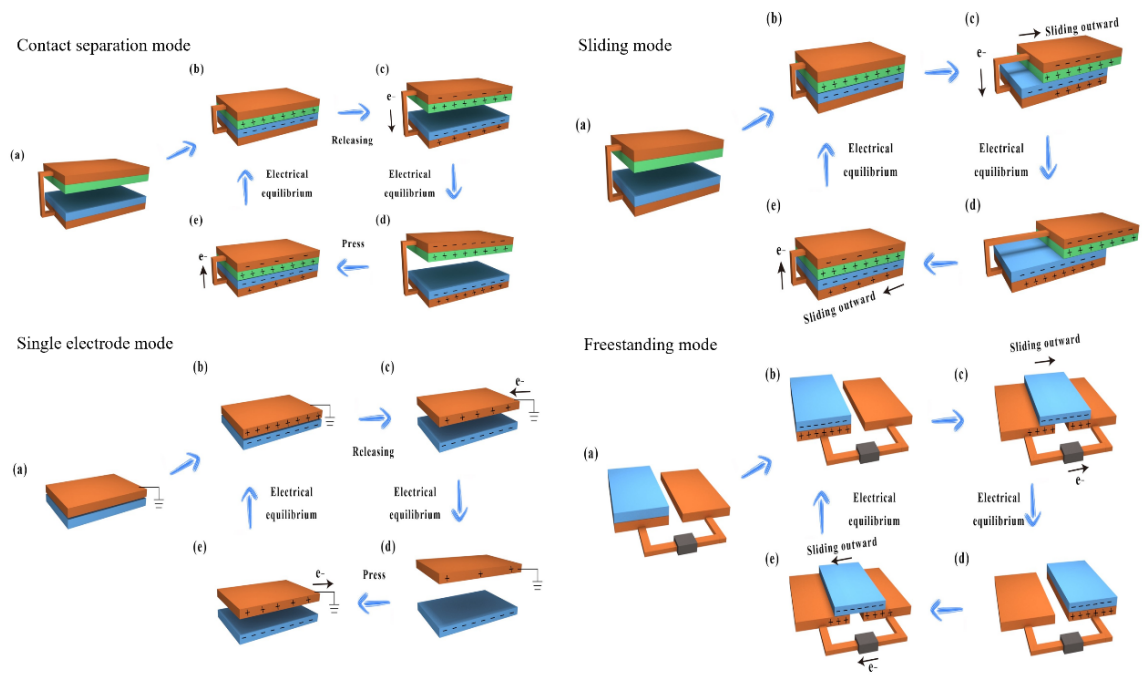 Contact separation mode
(a)
(b)
(c)
e-
Releasing
Electrical
equilibrium
Electrical
equilibrium
(e)
(d)
e-
Press
Sliding mode
(a)
(b)
(c)
Sliding outward
e-
Electrical
equilibrium
Electrical
equilibrium
(e)
(d)
e-
Sliding outward
Single electrode mode
(a)
(b)
(c)
e-
Releasing
Electrical
equilibrium
Electrical
equilibrium
(e)
(d)
e-
Press
Freestanding mode
(a)
(b)
(c)
Sliding outward
e-
Electrical
equilibrium
Electrical
equilibrium
(e)
(d)
Sliding outward
e-